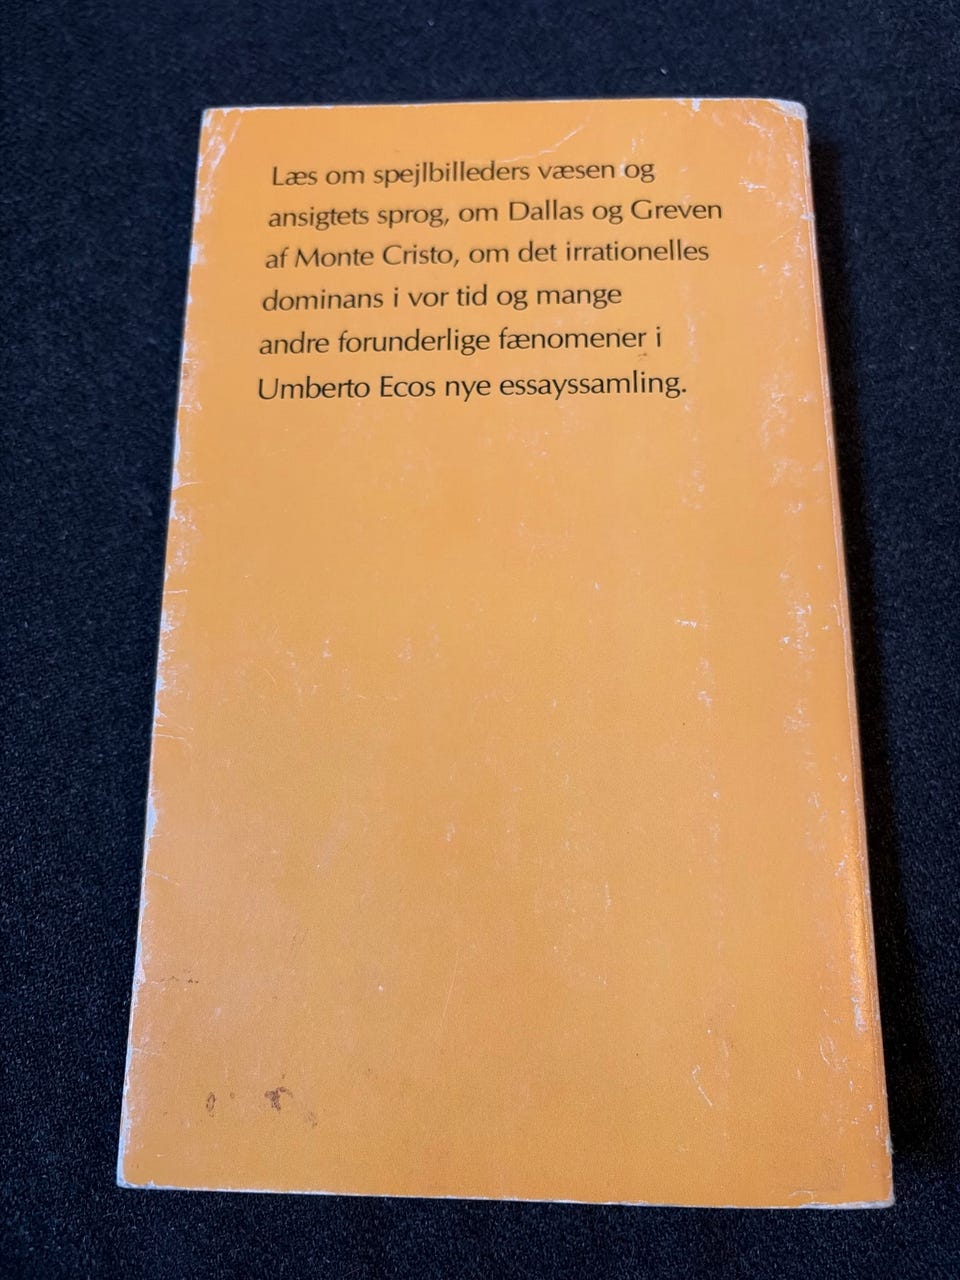 Læs om spejlbilleders væsen og
ansigtets sprog, om Dallas og Greven
af Monte Cristo, om det irrationelles
dominans i vor tid og mange
andre forunderlige fænomener i
Umberto Ecos nye essayssamling.